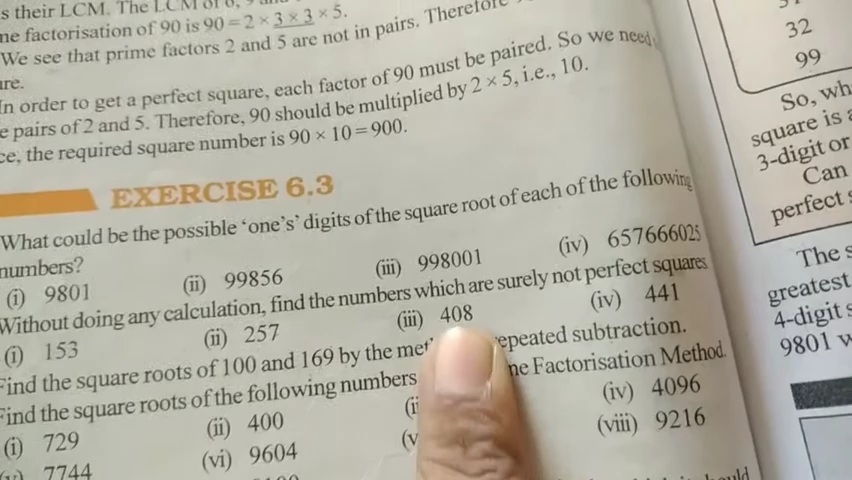 s their LCM. The LCM of 6, 9 and
ne factorisation of 90 is 90 = 2 × 3 × 3 × 5.
We see that prime factors 2 and 5 are not in pairs. Therefore
are.
In order to get a perfect square, each factor of 90 must be paired. So we need
e pairs of 2 and 5. Therefore, 90 should be multiplied by 2 × 5, i.e., 10.
ce, the required square number is 90 × 10 = 900.
EXERCISE 6.3
What could be the possible 'one's' digits of the square root of each of the following
numbers?
(i) 9801 (ii) 99856 (iii) 998001 (iv) 657666025
Without doing any calculation, find the numbers which are surely not perfect squares
(i) 153 (ii) 257 (iii) 408 (iv) 441
Find the square roots of 100 and 169 by the met repeated subtraction.
Find the square roots of the following numbers ne Factorisation Method.
(i) 729 (ii) 400 (iv) 4096
(v) 7744 (vi) 9604 (v (viii) 9216
32
99
So, wh
square is a
3-digit or
Can
perfect s
The s
greatest
4-digit s
9801 w